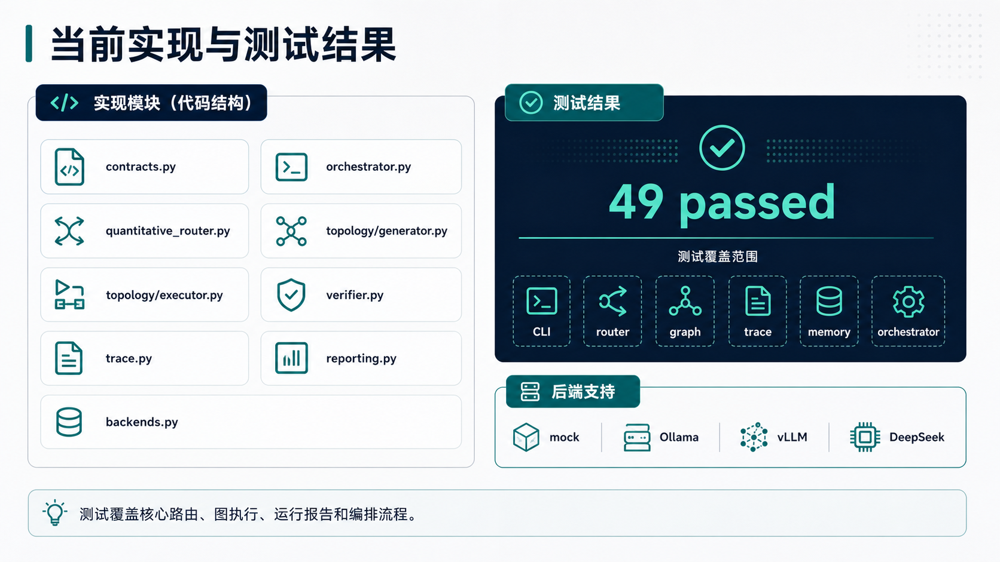 当前实现与测试结果
实现模块（代码结构）
contracts.py
orchestrator.py
quantitative_router.py
topology/generator.py
topology/executor.py
verifier.py
trace.py
reporting.py
backends.py
测试结果
49 passed
测试覆盖范围
CLI
router
graph
trace
memory
orchestrator
后端支持
mock
Ollama
vLLM
DeepSeek
测试覆盖核心路由、图执行、运行报告和编排流程。